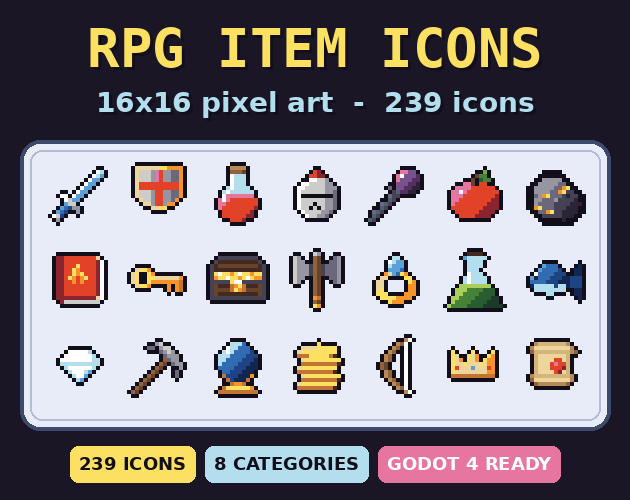 RPG ITEM ICONS
16x16 pixel art - 239 icons
239 ICONS
8 CATEGORIES
GODOT 4 READY